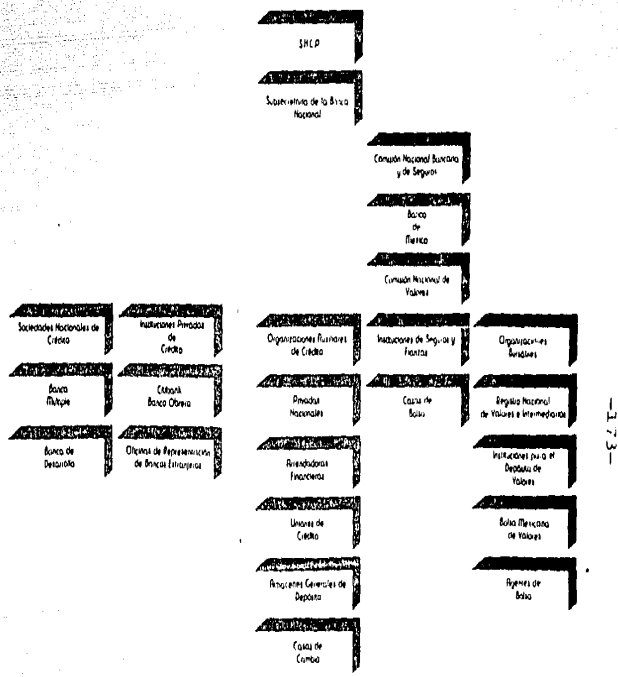 SHCP
Subsecretaría de la Banca
Nacional
Comisión Nacional Bancaria
y de Seguros
Banco
de
México
Comisión Nacional de
Valores
Sociedades Nacionales de
Crédito
Instituciones Privadas
de
Crédito
Organizaciones Auxiliares
de Crédito
Instituciones de Seguros y
Fianzas
Organizaciones
Bursátiles
Banca
Múltiple
Citibank
Banco Obrero
Privadas
Nacionales
Casas de
Bolsa
Registro Nacional
de Valores e Intermediarios
Banca de
Desarrollo
Oficinas de Representación
de Bancos Extranjeros
Arrendadoras
Financieras
Instituciones para el
Depósito de
Valores
Uniones de
Crédito
Bolsa Mexicana
de Valores
Almacenes Generales de
Depósito
Agentes de
Bolsa
Casas de
Cambio
-173-